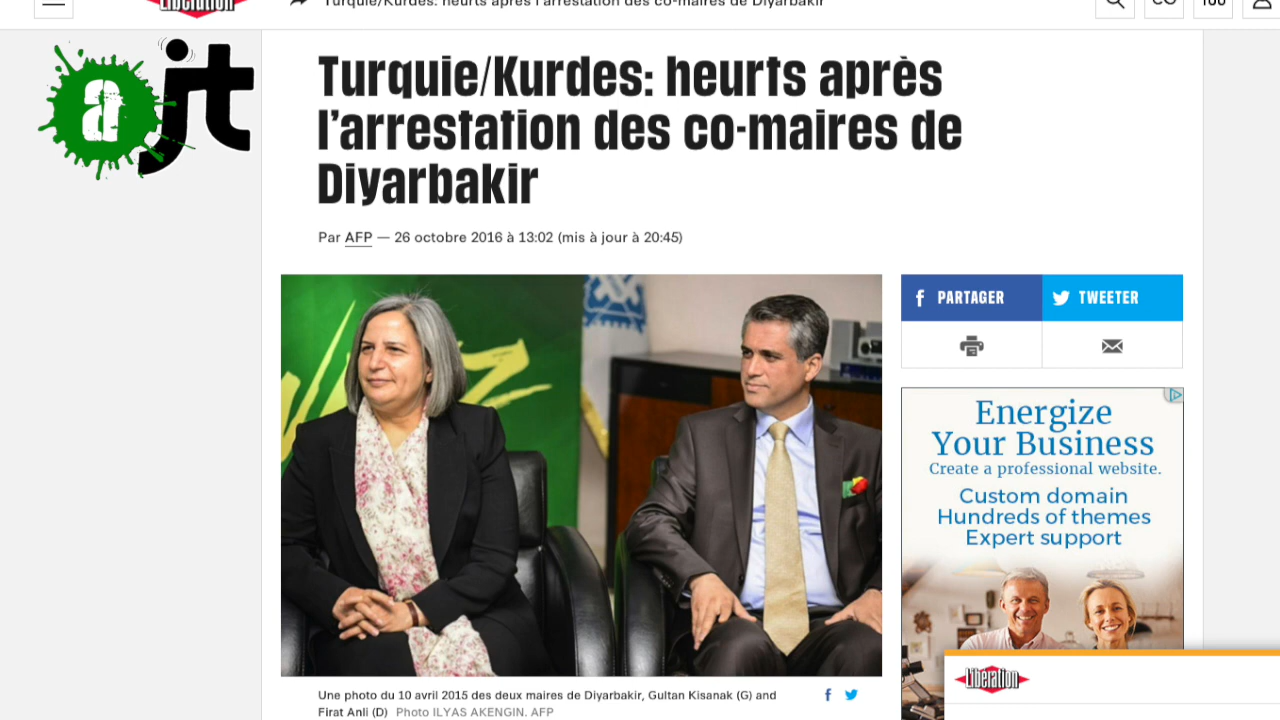 Libération
Turquie/Kurdes: heurts après l'arrestation des co-maires de Diyarbakir
ajt
Turquie/Kurdes: heurts après
l'arrestation des co-maires de
Diyarbakir
Par AFP — 26 octobre 2016 à 13:02 (mis à jour à 20:45)
PARTAGER
TWEETER
Energize
Your Business
Create a professional website.
Custom domain
Hundreds of themes
Expert support
Libération
Une photo du 10 avril 2015 des deux maires de Diyarbakir, Gultan Kisanak (G) and
Firat Anli (D) Photo ILYAS AKENGIN. AFP